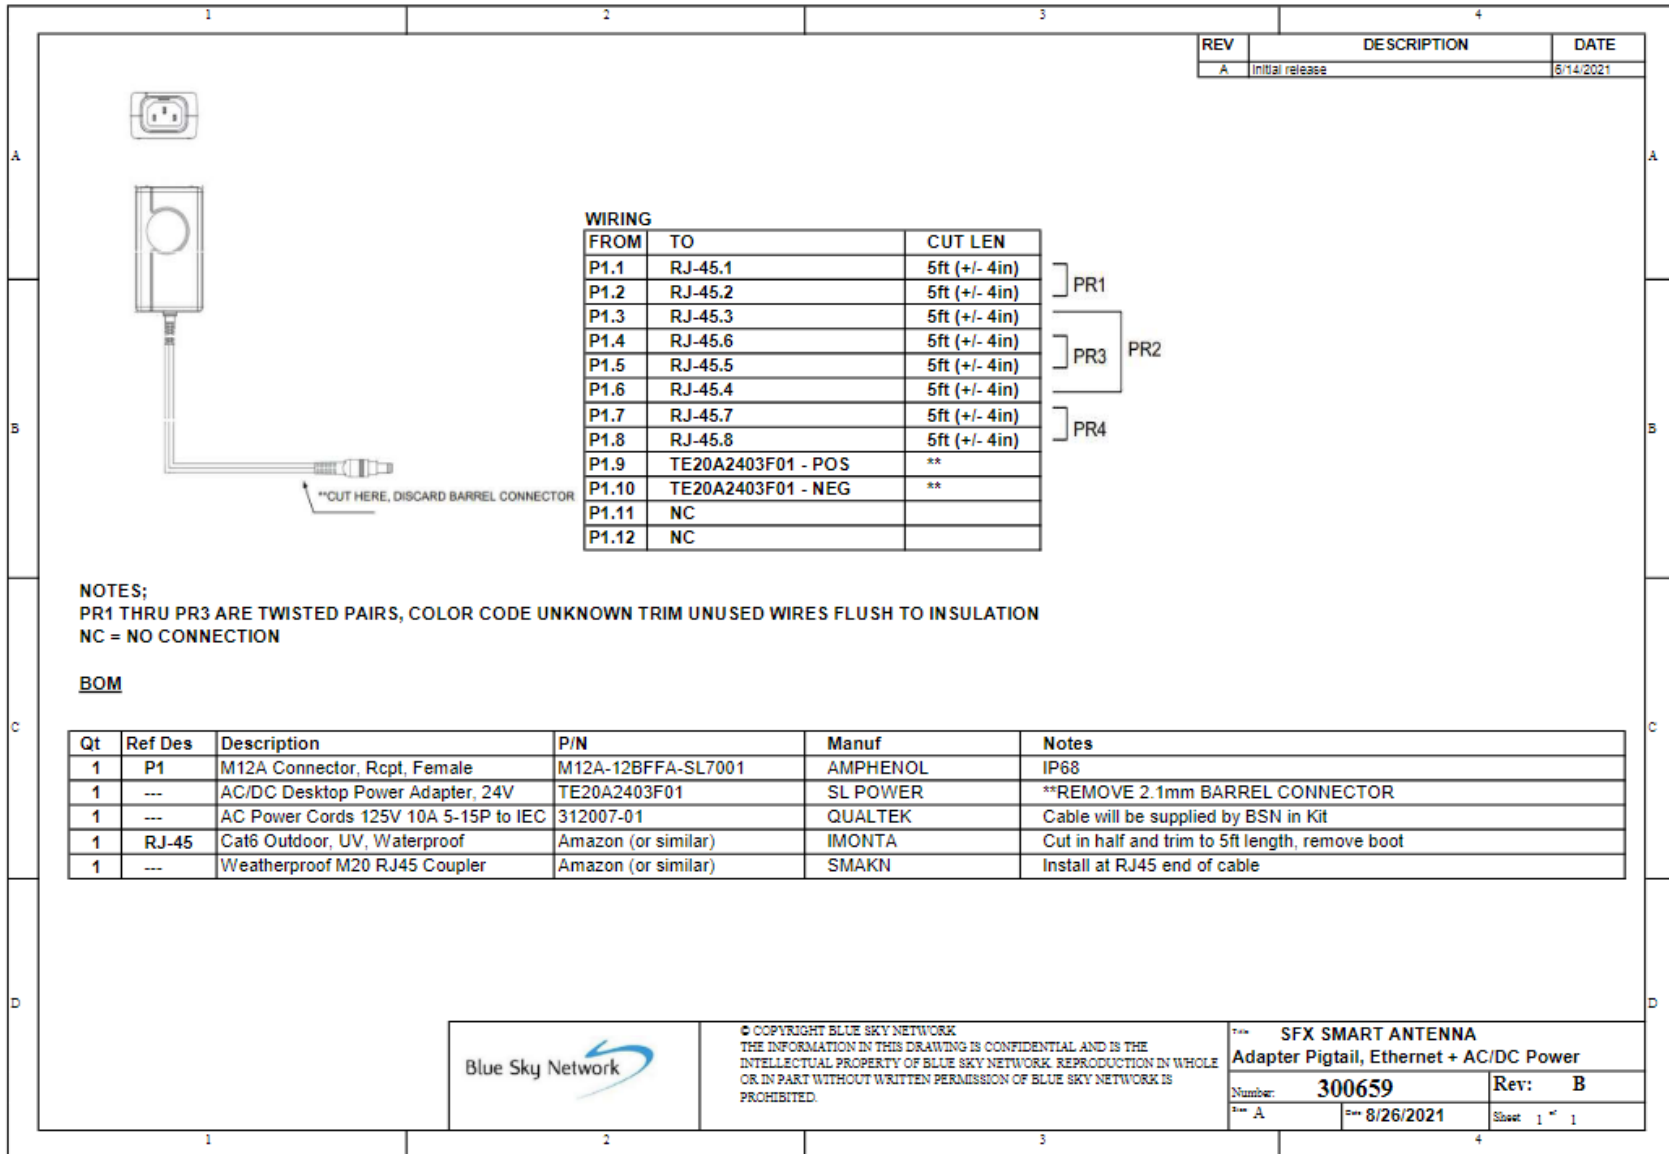 1 2 3 4
REV DESCRIPTION DATE
A Initial release 6/14/2021
A A
WIRING
FROM TO CUT LEN
P1.1 RJ-45.1 5ft (+/- 4in)
P1.2 RJ-45.2 5ft (+/- 4in)
PR1
P1.3 RJ-45.3 5ft (+/- 4in)
P1.4 RJ-45.6 5ft (+/- 4in)
PR3 PR2
P1.5 RJ-45.5 5ft (+/- 4in)
P1.6 RJ-45.4 5ft (+/- 4in)
P1.7 RJ-45.7 5ft (+/- 4in)
PR4
P1.8 RJ-45.8 5ft (+/- 4in)
B B
P1.9 TE20A2403F01 - POS **
P1.10 TE20A2403F01 - NEG **
P1.11 NC
P1.12 NC
**CUT HERE, DISCARD BARREL CONNECTOR
NOTES;
PR1 THRU PR3 ARE TWISTED PAIRS, COLOR CODE UNKNOWN TRIM UNUSED WIRES FLUSH TO INSULATION
NC = NO CONNECTION
BOM
C C
Qt Ref Des Description P/N Manuf Notes
1 P1 M12A Connector, Rcpt, Female M12A-12BFFA-SL7001 AMPHENOL IP68
1 --- AC/DC Desktop Power Adapter, 24V TE20A2403F01 SL POWER **REMOVE 2.1mm BARREL CONNECTOR
1 --- AC Power Cords 125V 10A 5-15P to IEC 312007-01 QUALTEK Cable will be supplied by BSN in Kit
1 RJ-45 Cat6 Outdoor, UV, Waterproof Amazon (or similar) IMONTA Cut in half and trim to 5ft length, remove boot
1 --- Weatherproof M20 RJ45 Coupler Amazon (or similar) SMAKN Install at RJ45 end of cable
D D
Blue Sky Network
© COPYRIGHT BLUE SKY NETWORK
THE INFORMATION IN THIS DRAWING IS CONFIDENTIAL AND IS THE
INTELLECTUAL PROPERTY OF BLUE SKY NETWORK. REPRODUCTION IN WHOLE
OR IN PART WITHOUT WRITTEN PERMISSION OF BLUE SKY NETWORK IS
PROHIBITED.
Title SFX SMART ANTENNA
Adapter Pigtail, Ethernet + AC/DC Power
Number: 300659 Rev: B
Size A Date 8/26/2021 Sheet 1 of 1
1 2 3 4